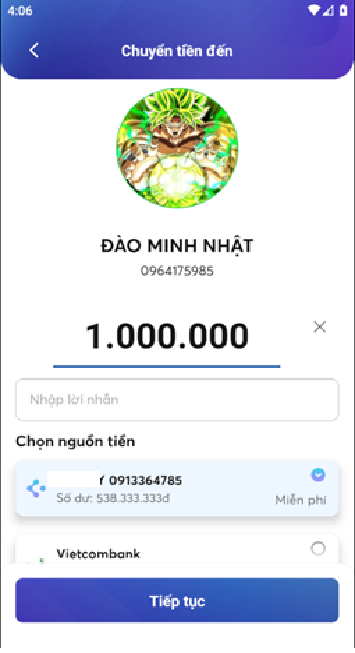 4:06
Chuyển tiền đến
ĐÀO MINH NHẬT
0964175985
1.000.000
Nhập lời nhắn
Chọn nguồn tiền
Y 0913364785
Số dư: 538.333.333đ
Miễn phí
Vietcombank
Tiếp tục